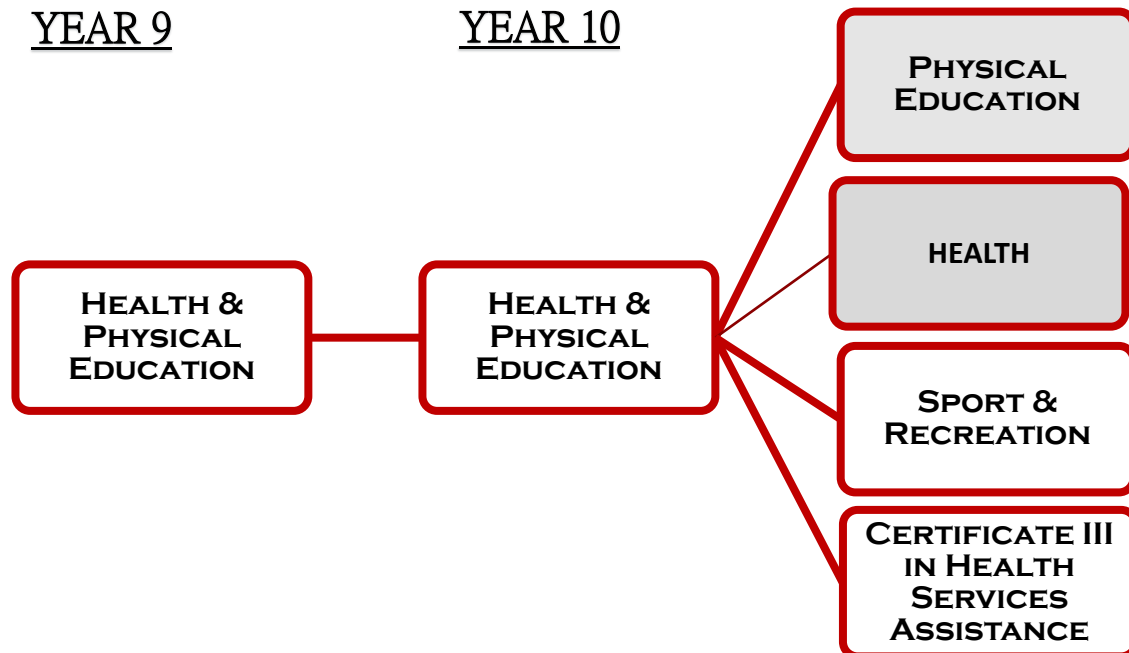 YEAR 9
YEAR 10
Health &
Physical
Education
Health &
Physical
Education
Physical
Education
HEALTH
Sport &
Recreation
Certificate III
in Health
Services
Assistance